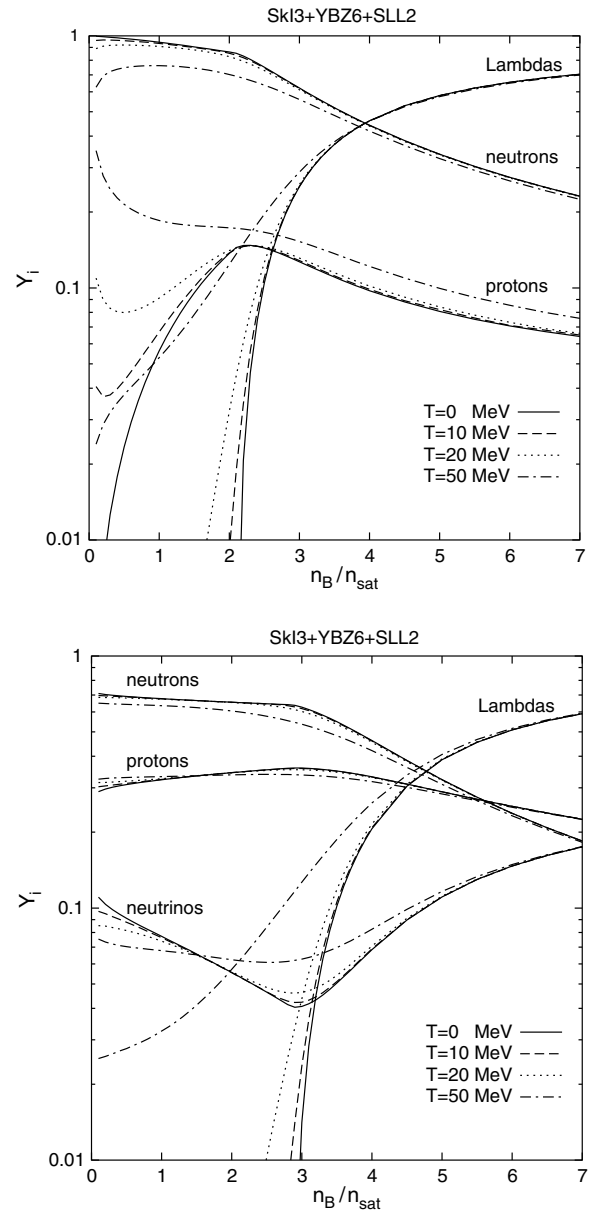 SkI3+YBZ6+SLL2
1
Lambdas
neutrons
Y_i
0.1
protons
T=0 MeV
T=10 MeV
T=20 MeV
T=50 MeV
0.01
0 1 2 3 4 5 6 7
n_B/n_sat
SkI3+YBZ6+SLL2
1
neutrons
Lambdas
protons
Y_i
0.1
neutrinos
T=0 MeV
T=10 MeV
T=20 MeV
T=50 MeV
0.01
0 1 2 3 4 5 6 7
n_B/n_sat